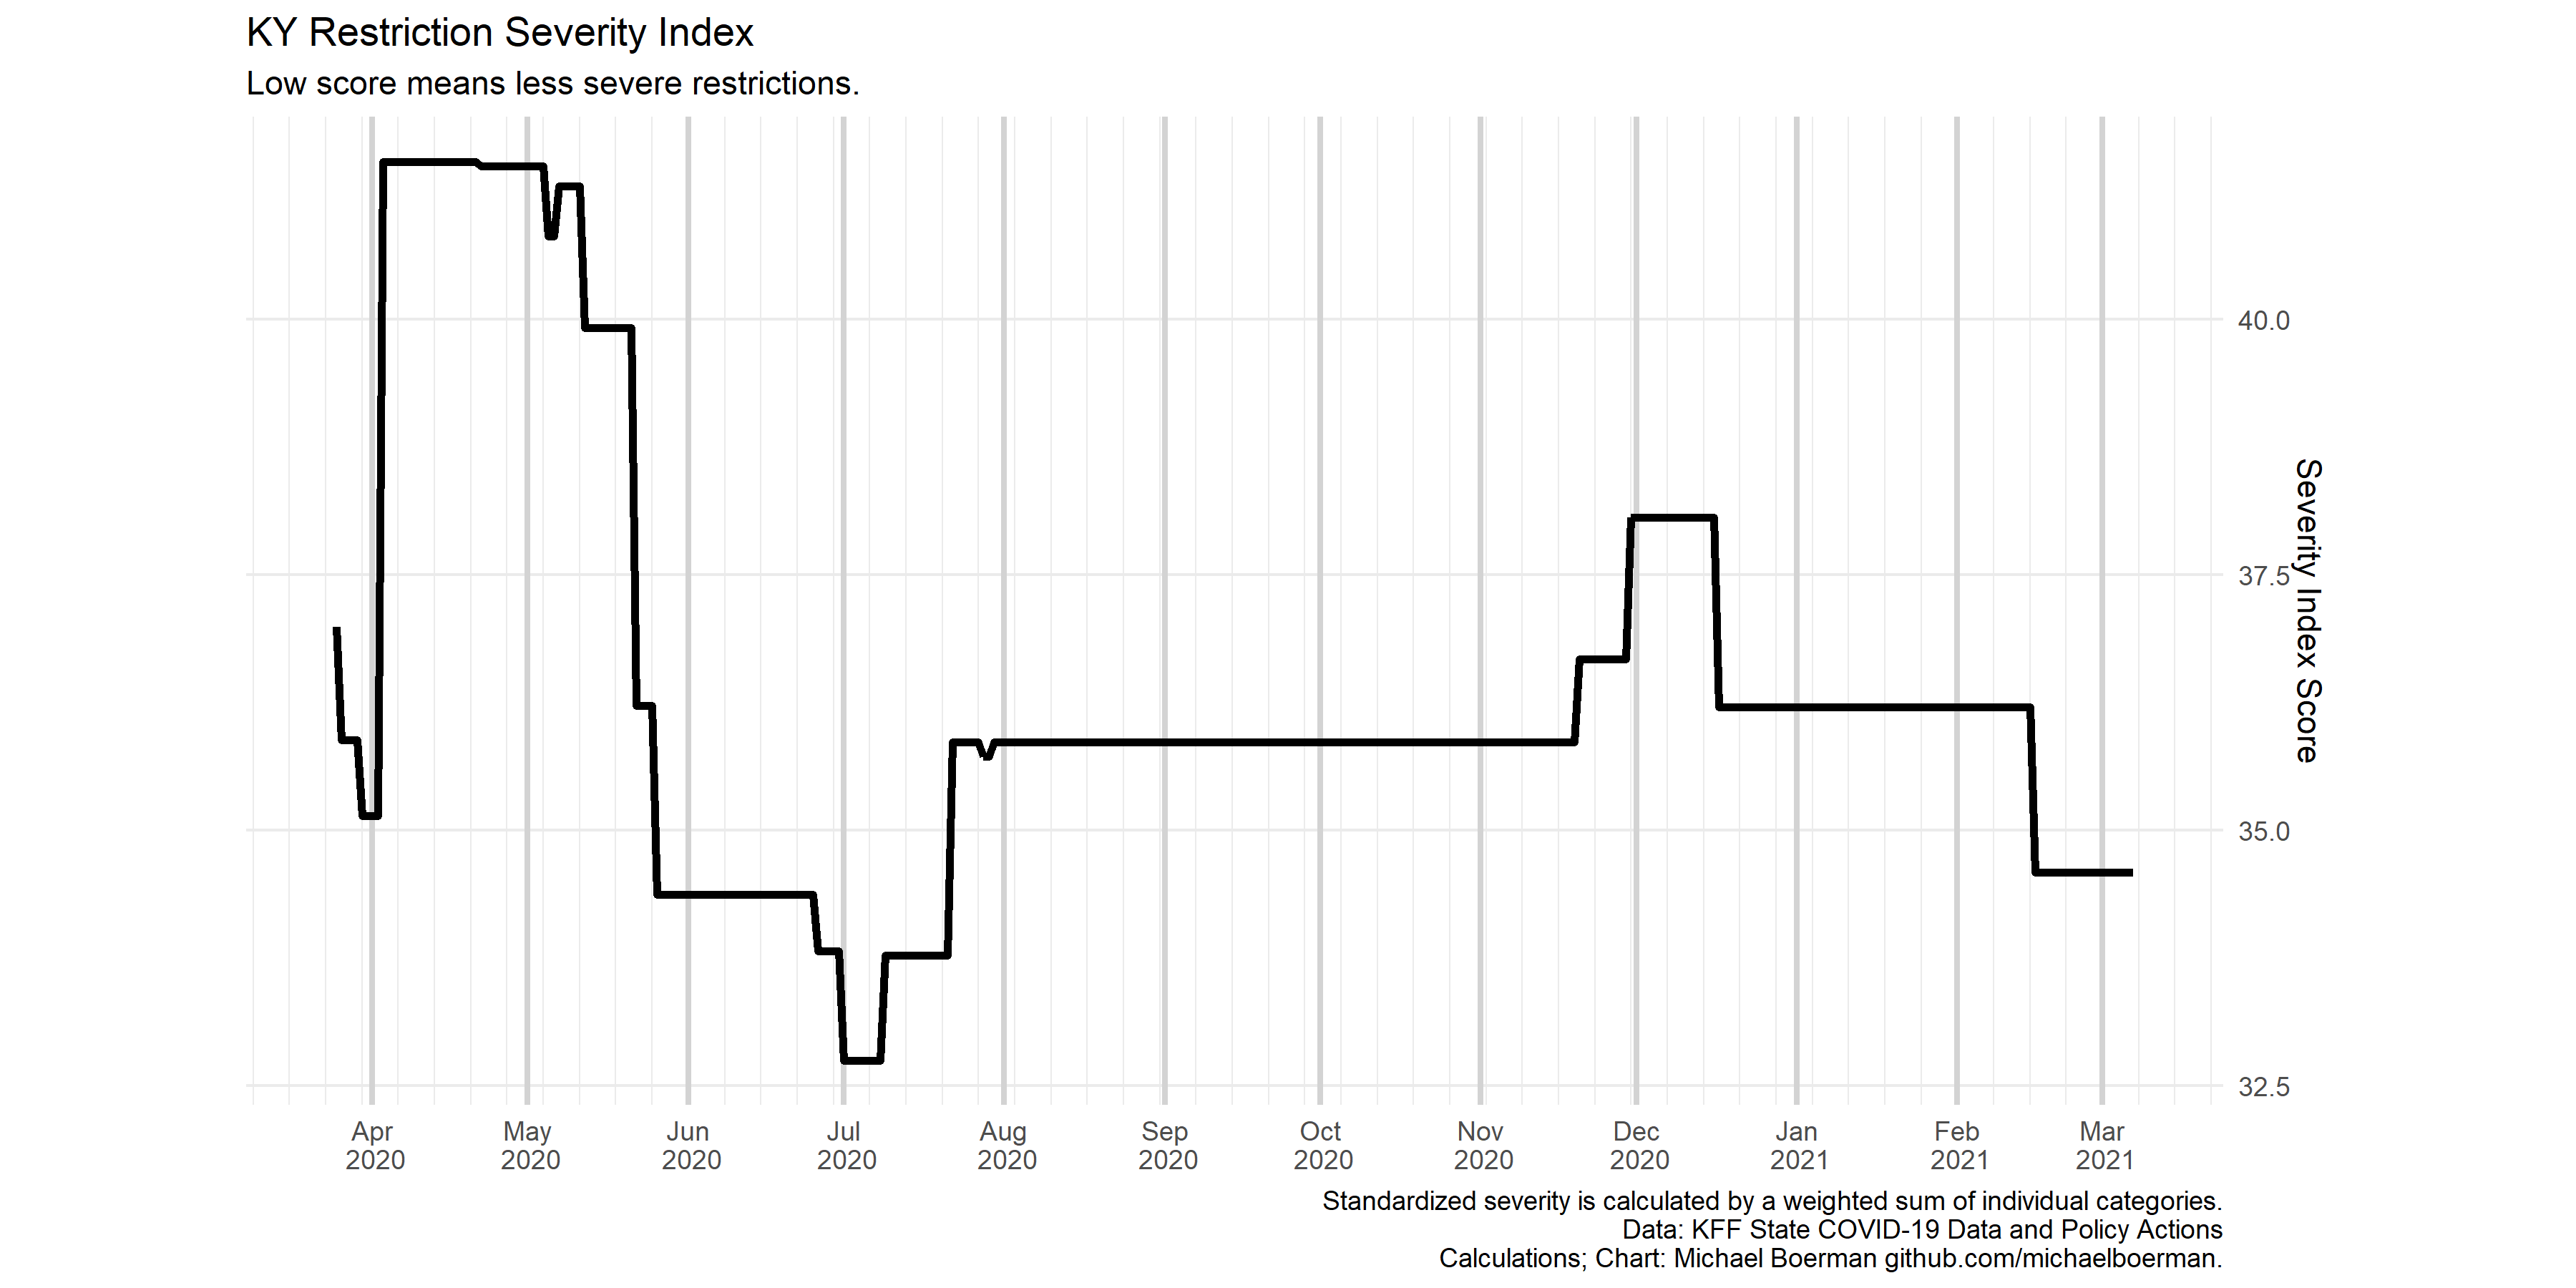 KY Restriction Severity Index
Low score means less severe restrictions.
40.0
37.5
35.0
32.5
Severity Index Score
Apr
2020
May
2020
Jun
2020
Jul
2020
Aug
2020
Sep
2020
Oct
2020
Nov
2020
Dec
2020
Jan
2021
Feb
2021
Mar
2021
Standardized severity is calculated by a weighted sum of individual categories.
Data: KFF State COVID-19 Data and Policy Actions
Calculations; Chart: Michael Boerman github.com/michaelboerman.